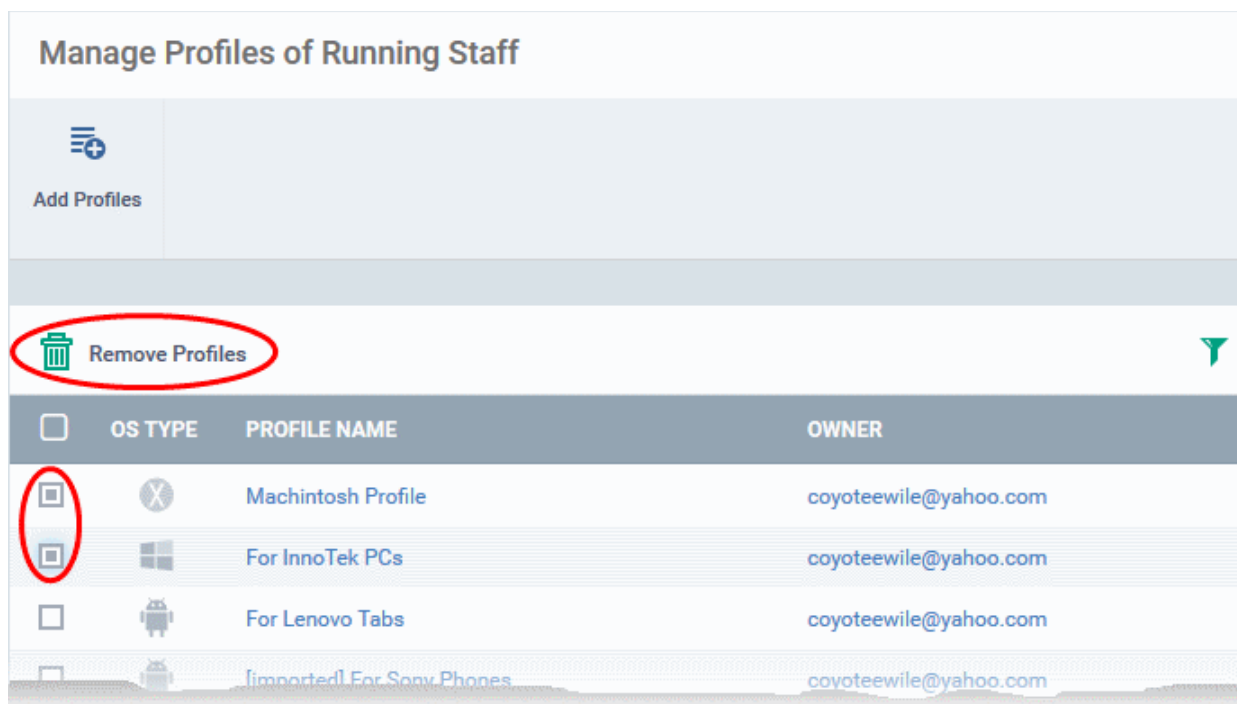 Manage Profiles of Running Staff
Add Profiles
Remove Profiles
OS TYPE PROFILE NAME OWNER
Machintosh Profile coyoteewile@yahoo.com
For InnoTek PCs coyoteewile@yahoo.com
For Lenovo Tabs coyoteewile@yahoo.com
[imported] For Sony Phones coyoteewile@yahoo.com